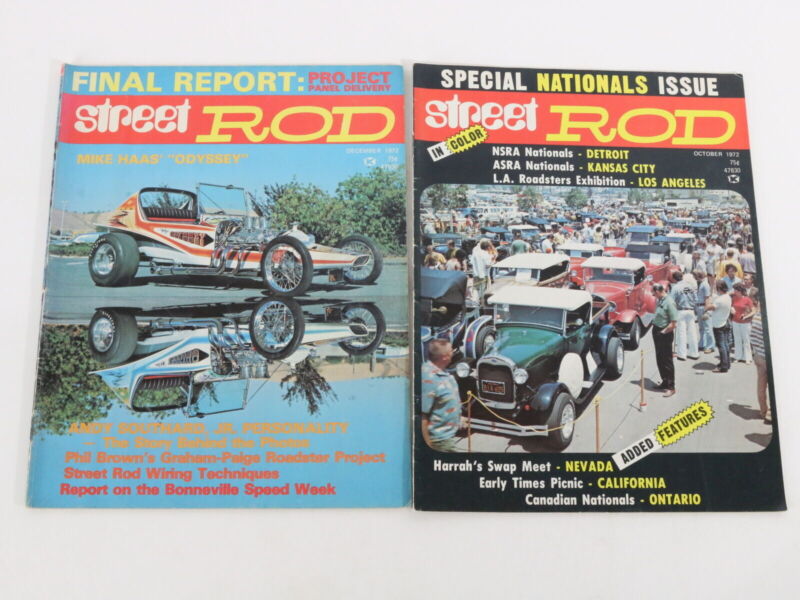 FINAL REPORT: PROJECT
PANEL DELIVERY
street ROD
DECEMBER 1972
75¢
47830
K
MIKE HAAS' "ODYSSEY"
ANDY SOUTHARD, JR. PERSONALITY
— The Story Behind the Photos
Phil Brown's Graham-Paige Roadster Project
Street Rod Wiring Techniques
Report on the Bonneville Speed Week
SPECIAL NATIONALS ISSUE
street ROD
IN COLOR
OCTOBER 1972
75¢
47830
K
NSRA Nationals - DETROIT
ASRA Nationals - KANSAS CITY
L.A. Roadsters Exhibition - LOS ANGELES
ADDED FEATURES
Harrah's Swap Meet - NEVADA
Early Times Picnic - CALIFORNIA
Canadian Nationals - ONTARIO